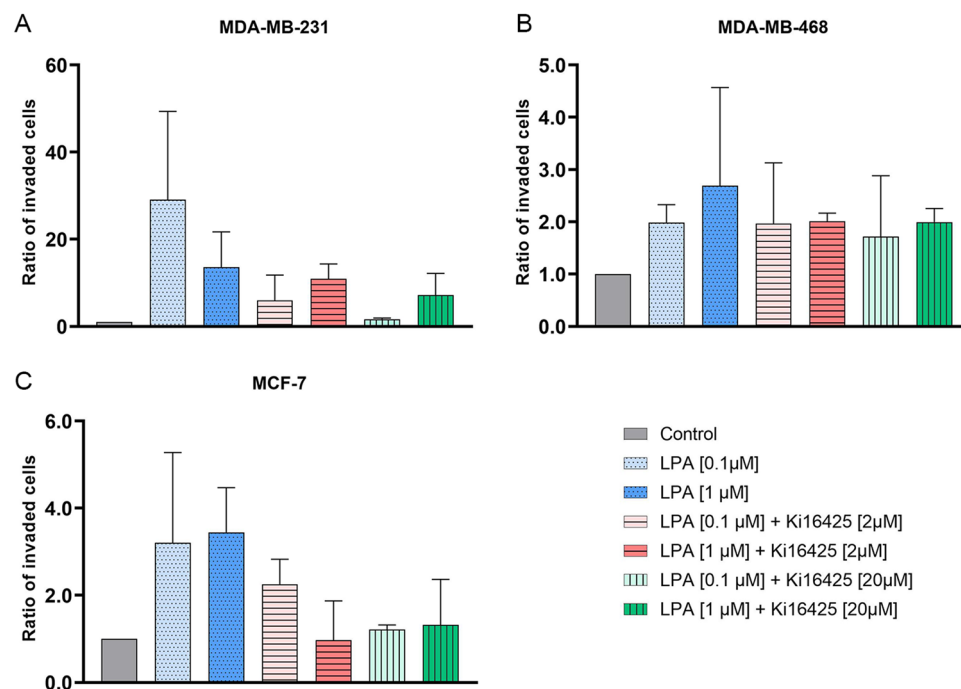 A
MDA-MB-231
Ratio of invaded cells
60
40
20
0
B
MDA-MB-468
Ratio of invaded cells
5.0
4.0
3.0
2.0
1.0
0.0
C
MCF-7
Ratio of invaded cells
6.0
4.0
2.0
0.0
Control
LPA [0.1µM]
LPA [1 µM]
LPA [0.1 µM] + Ki16425 [2µM]
LPA [1 µM] + Ki16425 [2µM]
LPA [0.1 µM] + Ki16425 [20µM]
LPA [1 µM] + Ki16425 [20µM]